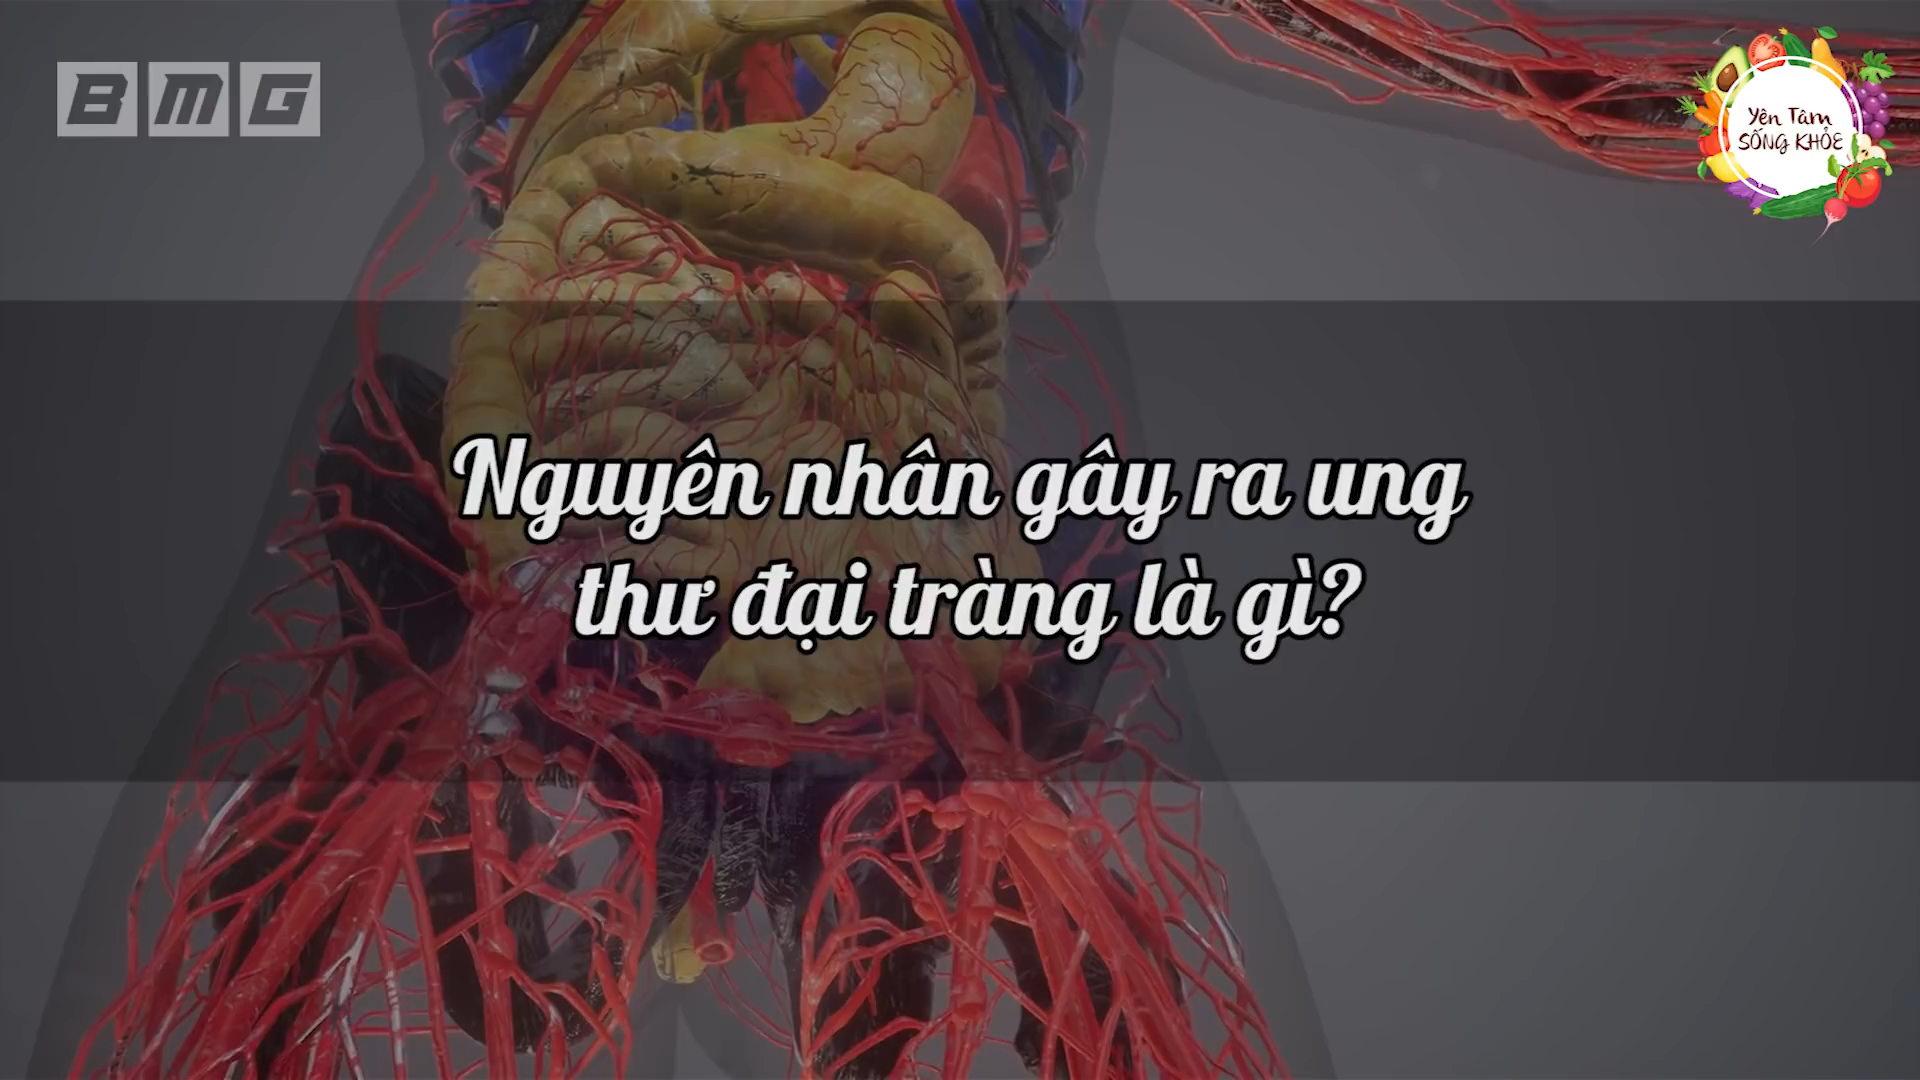 BMG
Yên Tâm
SỐNG KHỎE
Nguyên nhân gây ra ung
thư đại tràng là gì?